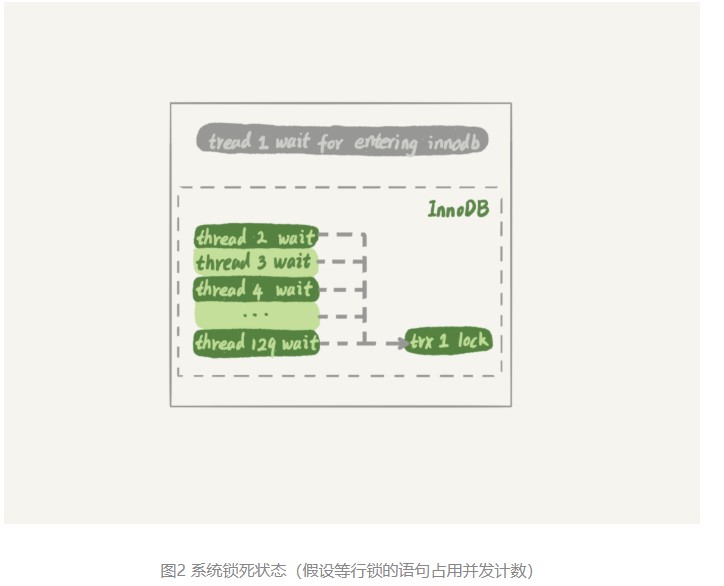 tread 1 wait for entering innodb
InnoDB
thread 2 wait
thread 3 wait
thread 4 wait
...
thread 129 wait
trx 1 lock
图2 系统锁死状态（假设等行锁的语句占用并发计数）